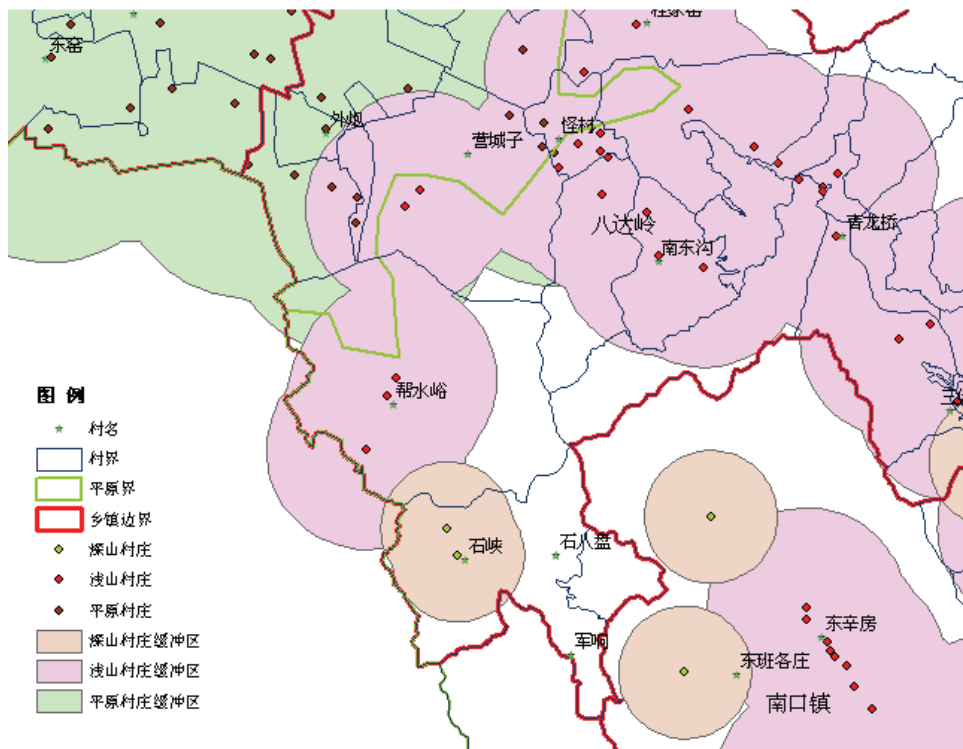 东窑
外炮
营城子
怪村
八达岭
南东沟
青龙桥
帮水峪
石峡
石八盘
军响
东辛房
东班各庄
南口镇
图 例
村名
村界
平原界
乡镇边界
深山村庄
浅山村庄
平原村庄
深山村庄缓冲区
浅山村庄缓冲区
平原村庄缓冲区